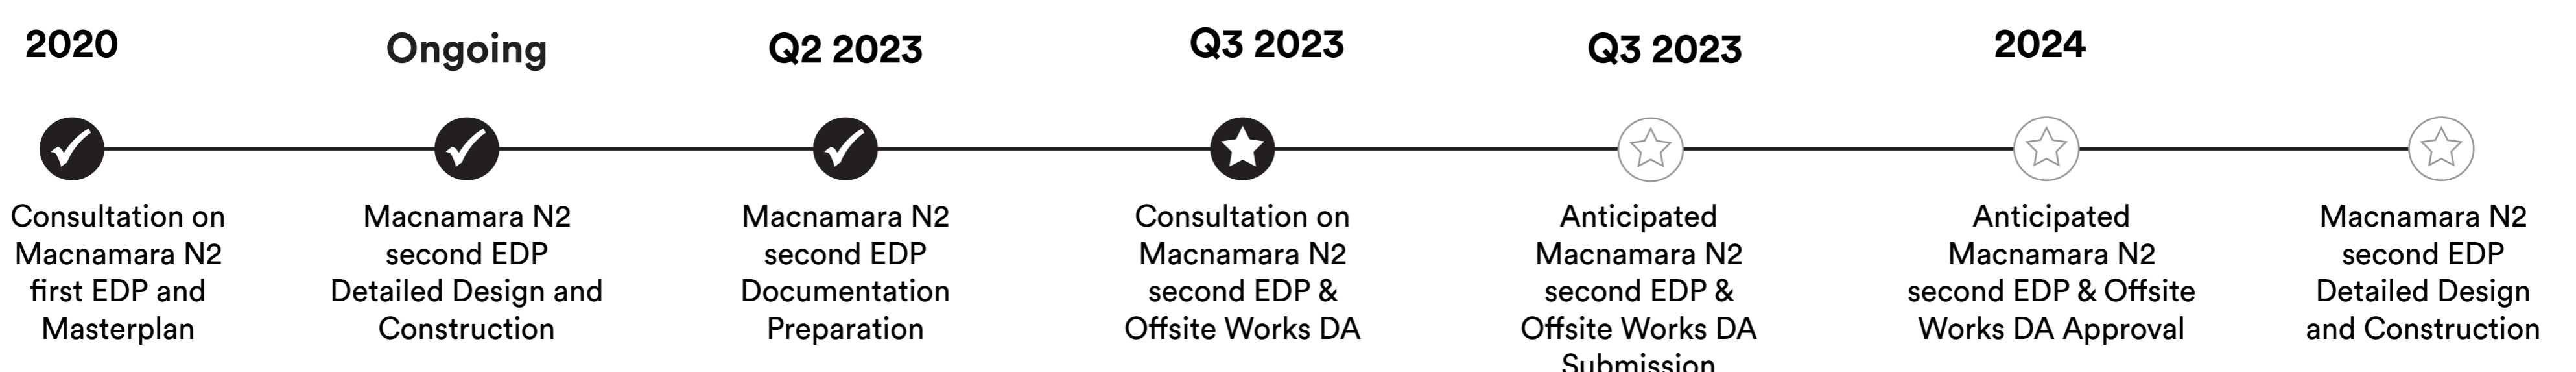 2020
Consultation on
Macnamara N2
first EDP and
Masterplan
Ongoing
Macnamara N2
second EDP
Detailed Design and
Construction
Q2 2023
Macnamara N2
second EDP
Documentation
Preparation
Q3 2023
Consultation on
Macnamara N2
second EDP &
Offsite Works DA
Q3 2023
Anticipated
Macnamara N2
second EDP &
Offsite Works DA
Submission
2024
Anticipated
Macnamara N2
second EDP & Offsite
Works DA Approval
Macnamara N2
second EDP
Detailed Design
and Construction